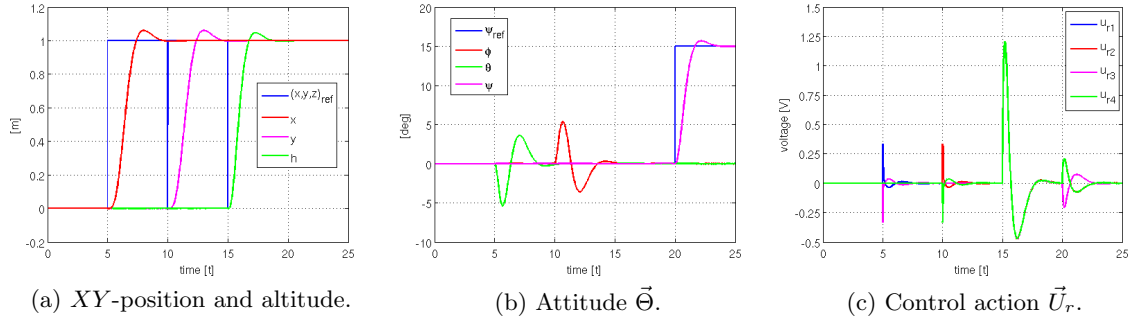 1.2
1
0.8
0.6
0.4
0.2
0
-0.2
[m]
0 5 10 15 20 25
time [t]
(x,y,z)ref
x
y
h
(a) XY-position and altitude.
20
15
10
5
0
-5
-10
[deg]
0 5 10 15 20 25
time [t]
ψref
ϕ
θ
ψ
(b) Attitude Θ⃗.
1.5
1.25
1
0.75
0.5
0.25
0
-0.25
-0.5
voltage [V]
0 5 10 15 20 25
time [t]
ur1
ur2
ur3
ur4
(c) Control action U⃗r.